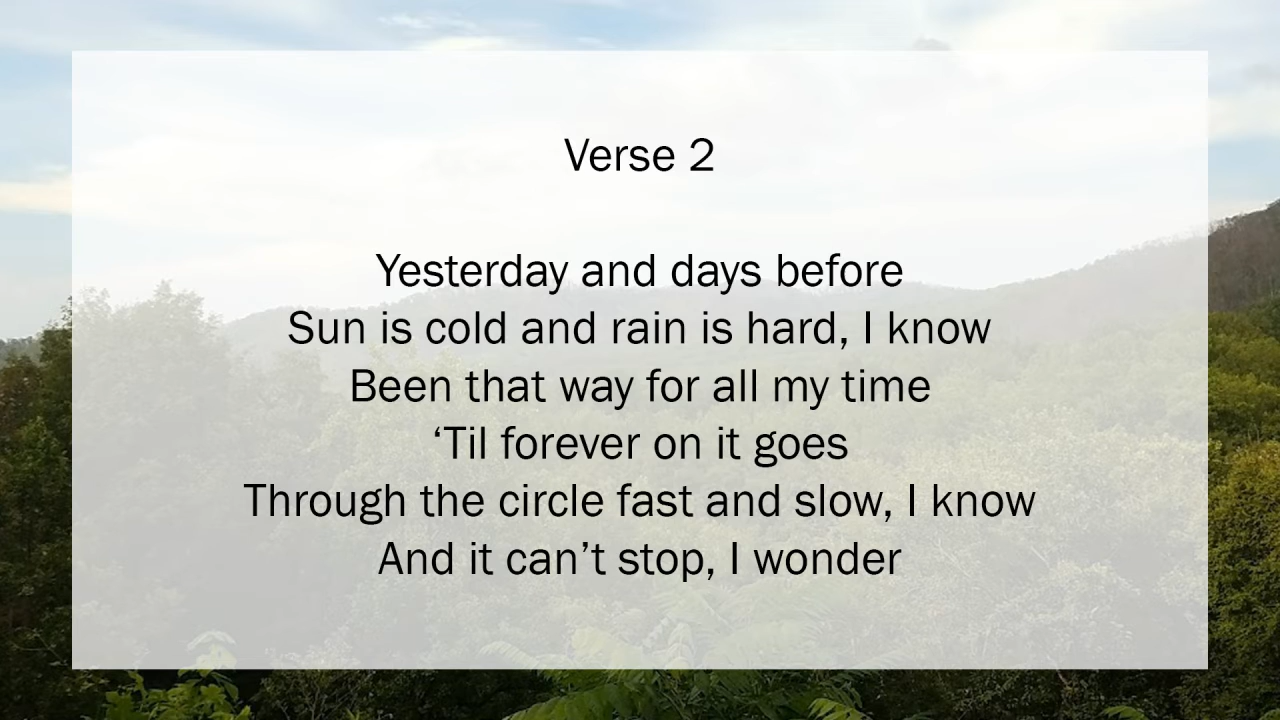 Verse 2
Yesterday and days before
Sun is cold and rain is hard, I know
Been that way for all my time
‘Til forever on it goes
Through the circle fast and slow, I know
And it can’t stop, I wonder